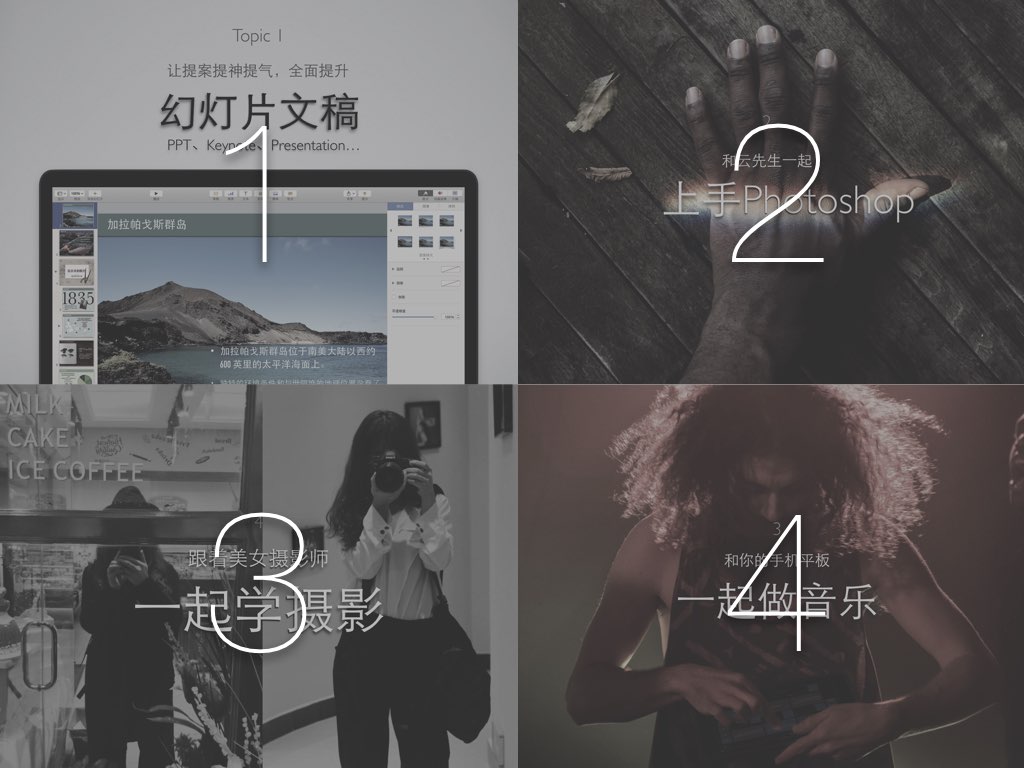 Topic 1
让提案提神提气，全面提升
幻灯片文稿
PPT、Keynote、Presentation…
1
加拉帕戈斯群岛
1835
• 加拉帕戈斯群岛位于南美大陆以西约
600 英里的太平洋海面上。
2
和云先生一起
上手Photoshop
2
MILK
CAKE
ICE COFFEE
4
跟着美女摄影师
一起学摄影
3
3
和你的手机平板
一起做音乐
4